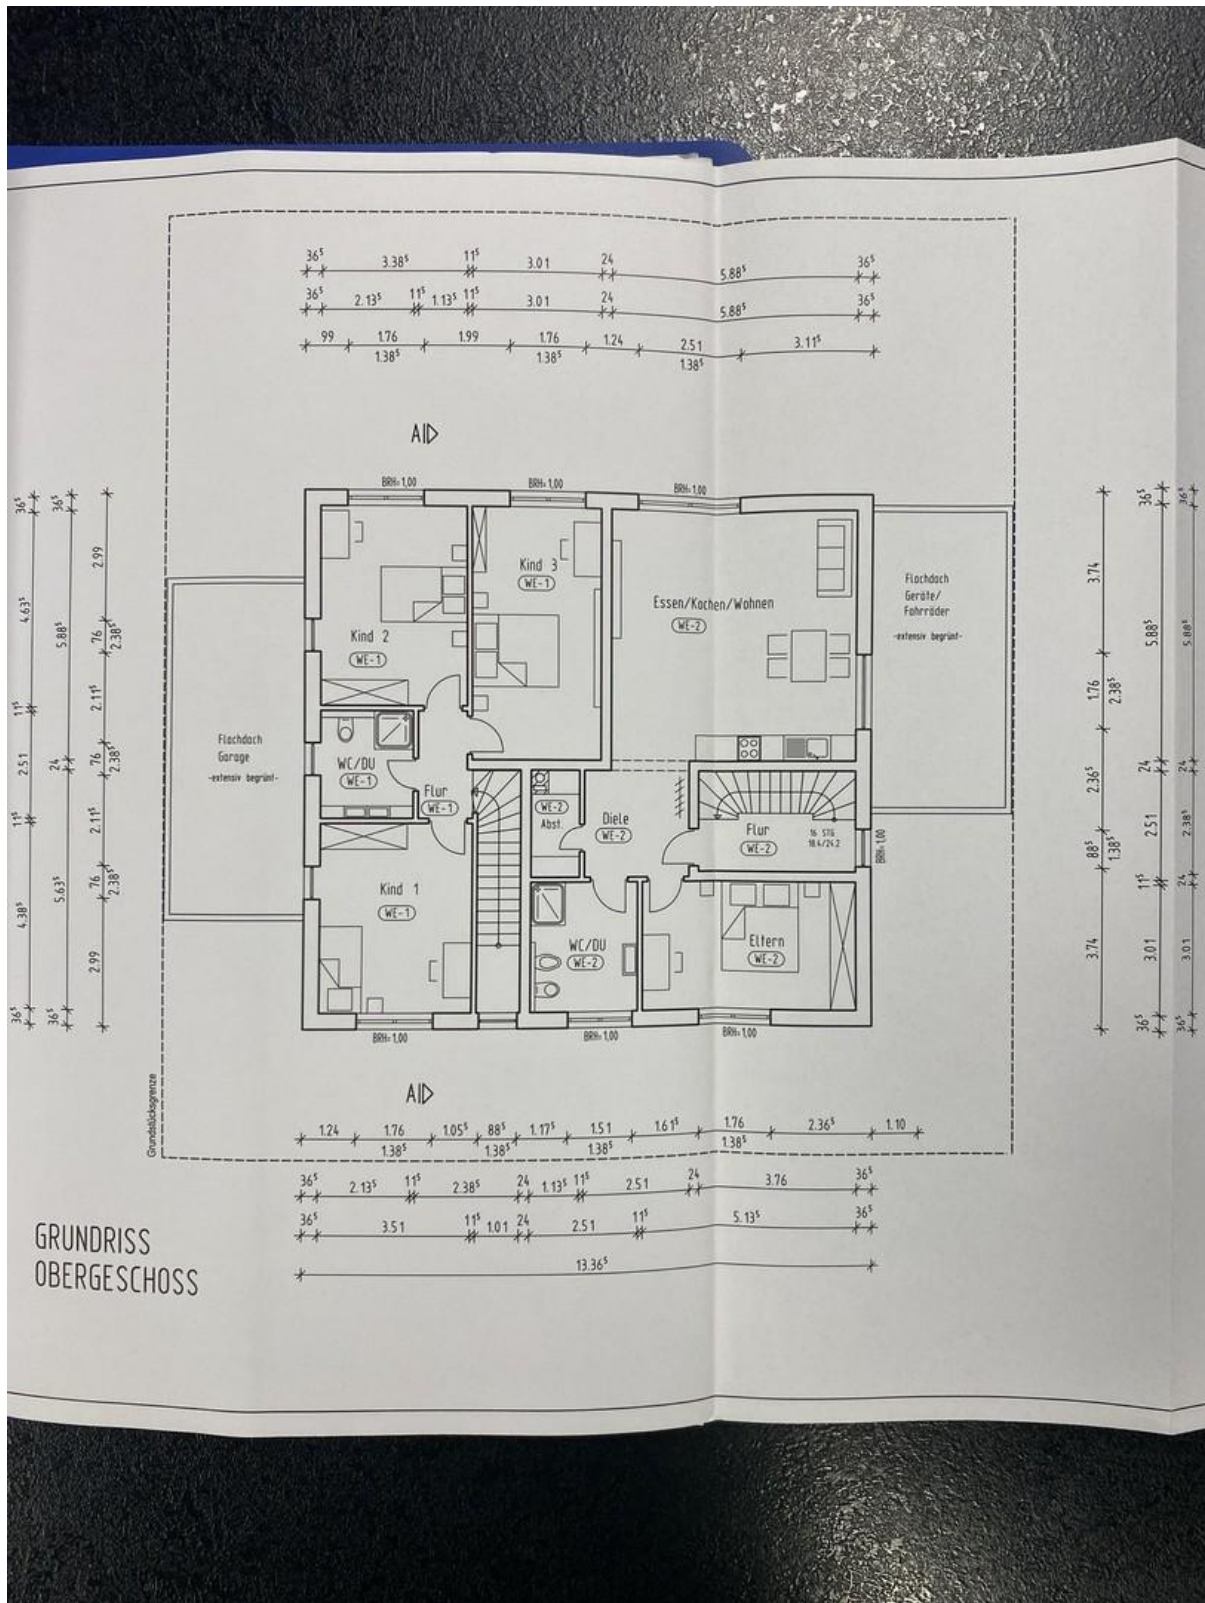 36⁵ 3.38⁵ 11⁵ 3.01 24 5.88⁵ 36⁵
36⁵ 2.13⁵ 11⁵ 1.13⁵ 11⁵ 3.01 24 5.88⁵ 36⁵
99 1.76 1.99 1.76 1.24 2.51 3.11⁵
1.38⁵ 1.38⁵ 1.38⁵
A
BRH=1,00 BRH=1,00 BRH=1,00
36⁵ 4.63⁵ 11⁵ 2.51 11⁵ 4.38⁵ 36⁵
36⁵ 5.88⁵ 24 5.63⁵ 36⁵
2.99 76 2.11⁵ 76 2.11⁵ 76 2.99
2.38⁵ 2.38⁵ 2.38⁵
Flachdach
Garage
-extensiv begrünt-
Kind 2
WE-1
Kind 3
WE-1
Essen/Kochen/Wohnen
WE-2
Flachdach
Geräte/
Fahrräder
-extensiv begrünt-
WC/DU
WE-1
Flur
WE-1
WE-2
Abst.
Diele
WE-2
Flur
WE-2
16 STG
18.4/24.2
BRH=1,00
Kind 1
WE-1
WC/DU
WE-2
Eltern
WE-2
BRH=1,00 BRH=1,00 BRH=1,00
3.74 1.76 2.36⁵ 88⁵ 3.74
2.38⁵ 1.38⁵
36⁵ 5.88⁵ 24 2.51 11⁵ 3.01 36⁵
36⁵ 5.88⁵ 24 2.38⁵ 24 3.01 36⁵
A
Grundstücksgrenze
1.24 1.76 1.05⁵ 88⁵ 1.17⁵ 1.51 1.61⁵ 1.76 2.36⁵ 1.10
1.38⁵ 1.38⁵ 1.38⁵ 1.38⁵
36⁵ 2.13⁵ 11⁵ 2.38⁵ 24 1.13⁵ 11⁵ 2.51 24 3.76 36⁵
36⁵ 3.51 11⁵ 1.01 24 2.51 11⁵ 5.13⁵ 36⁵
13.36⁵
GRUNDRISS
OBERGESCHOSS